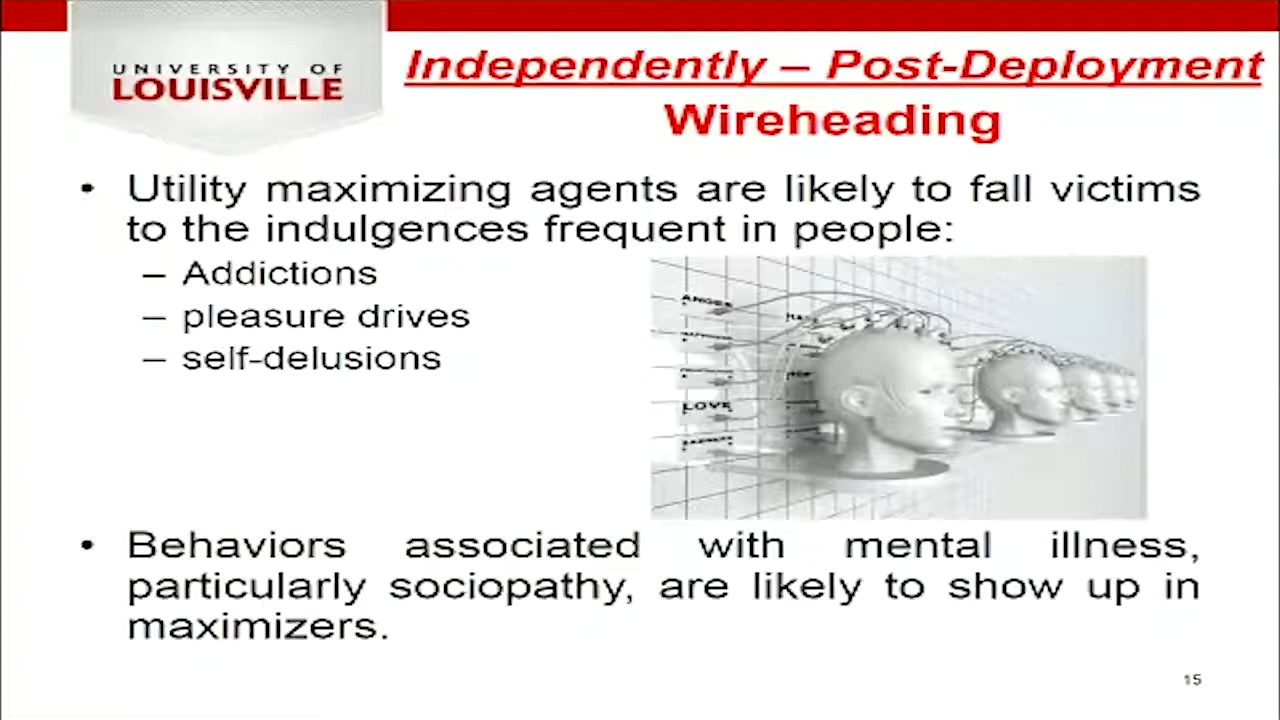 UNIVERSITY OF
LOUISVILLE
Independently – Post-Deployment
Wireheading
• Utility maximizing agents are likely to fall victims
to the indulgences frequent in people:
– Addictions
– pleasure drives
– self-delusions
ANGER
LOVE
• Behaviors associated with mental illness,
particularly sociopathy, are likely to show up in
maximizers.
15